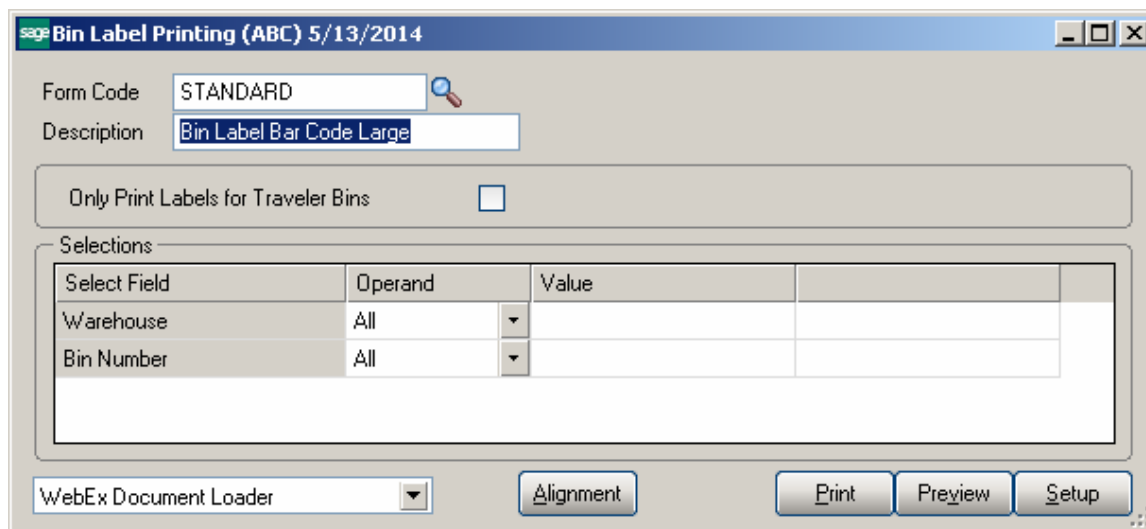 sage Bin Label Printing (ABC) 5/13/2014
Form Code STANDARD
Description Bin Label Bar Code Large
Only Print Labels for Traveler Bins
Selections
Select Field Operand Value
Warehouse All
Bin Number All
WebEx Document Loader Alignment Print Preview Setup